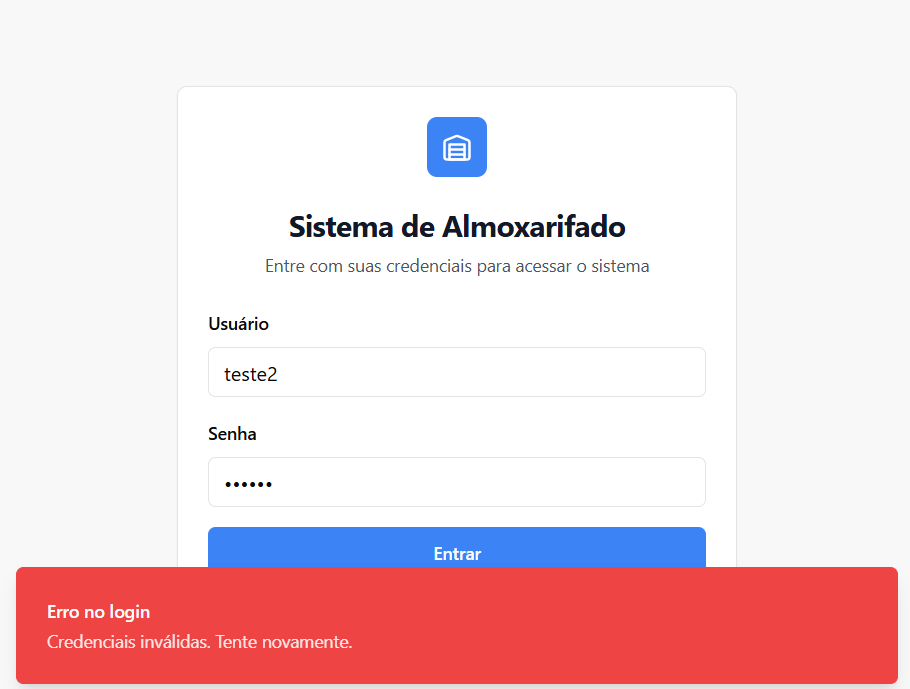 Sistema de Almoxarifado
Entre com suas credenciais para acessar o sistema
Usuário
teste2
Senha
••••••
Entrar
Erro no login
Credenciais inválidas. Tente novamente.